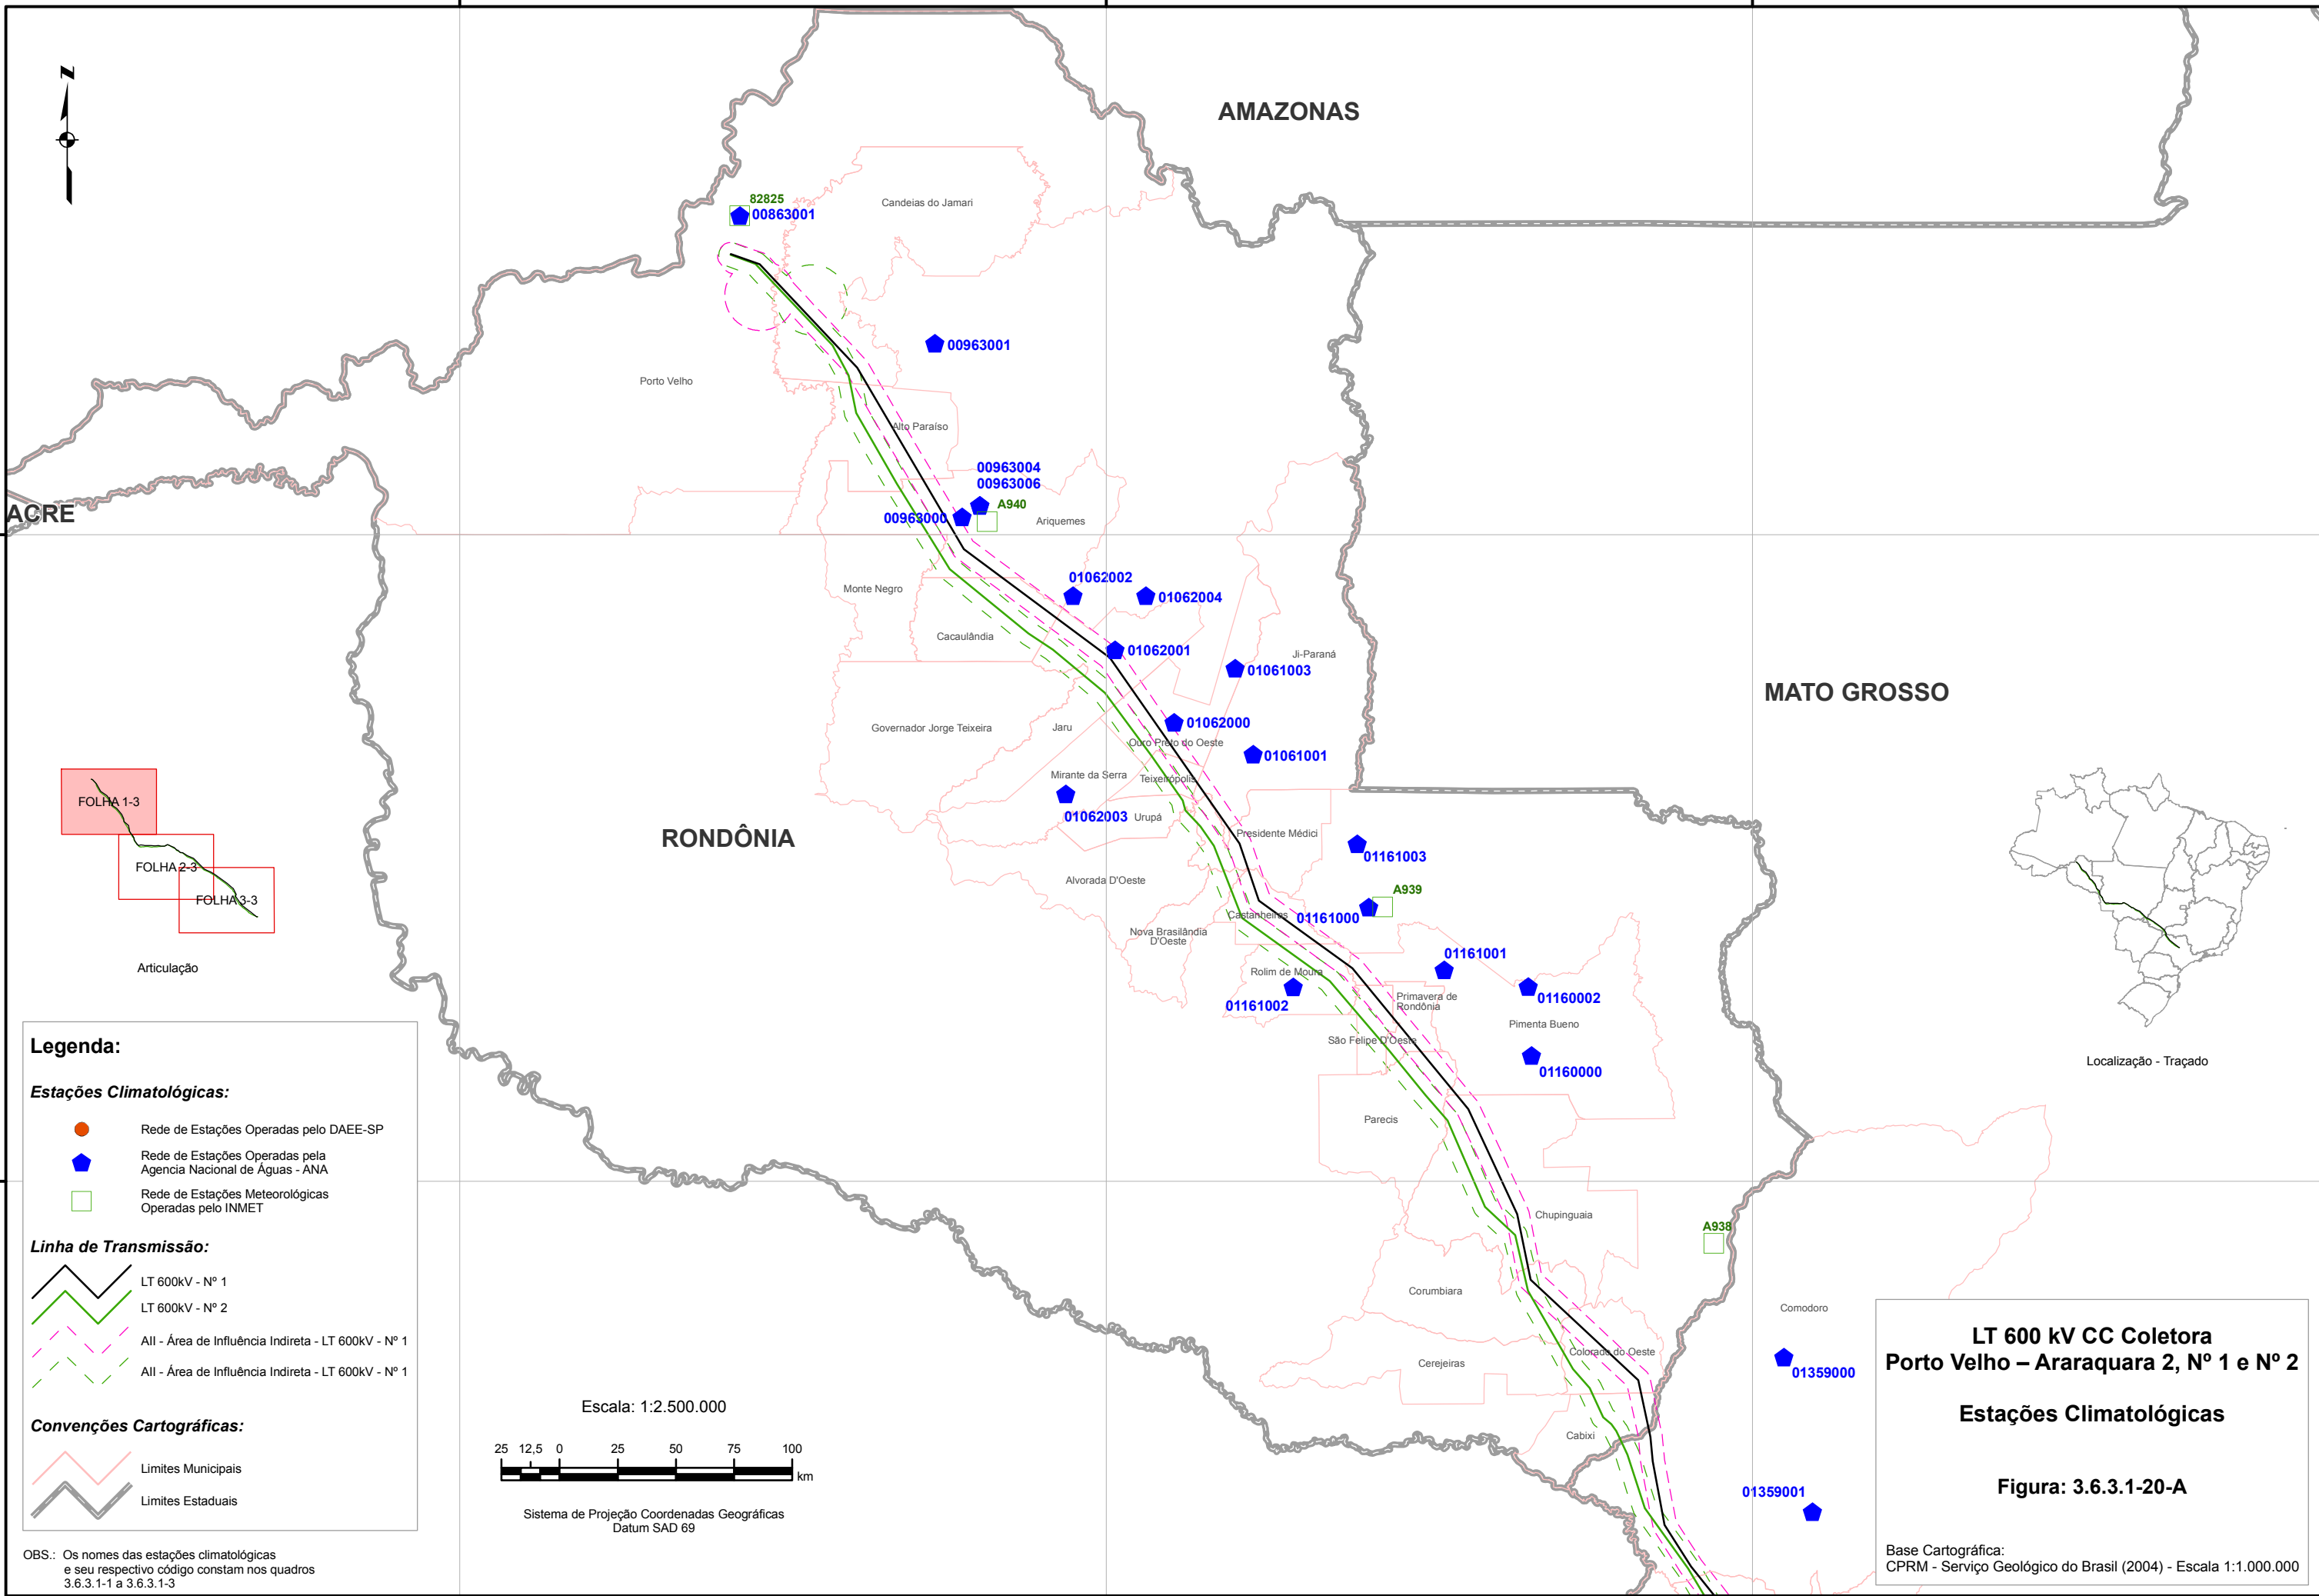 N
AMAZONAS
82825
00863001
Candeias do Jamari
00963001
Porto Velho
Alto Paraíso
00963004
00963006
A940
00963000
Ariquemes
ACRE
01062002
01062004
Monte Negro
Cacaulândia
01062001
Ji-Paraná
01061003
MATO GROSSO
Governador Jorge Teixeira
Jaru
01062000
Ouro Preto do Oeste
01061001
Mirante da Serra
Teixeirópolis
01062003
Urupá
RONDÔNIA
Presidente Médici
01161003
Alvorada D'Oeste
A939
Castanheiras
01161000
Nova Brasilândia
D'Oeste
01161001
Rolim de Moura
01161002
Primavera de
Rondônia
01160002
Pimenta Bueno
São Felipe D'Oeste
01160000
Parecis
Chupinguaia
A938
Corumbiara
Comodoro
Colorado do Oeste
Cerejeiras
01359000
Cabixi
01359001
FOLHA 1-3
FOLHA 2-3
FOLHA 3-3
Articulação
Localização - Traçado
Legenda:
Estações Climatológicas:
Rede de Estações Operadas pelo DAEE-SP
Rede de Estações Operadas pela
Agencia Nacional de Águas - ANA
Rede de Estações Meteorológicas
Operadas pelo INMET
Linha de Transmissão:
LT 600kV - Nº 1
LT 600kV - Nº 2
AII - Área de Influência Indireta - LT 600kV - Nº 1
AII - Área de Influência Indireta - LT 600kV - Nº 1
Convenções Cartográficas:
Limites Municipais
Limites Estaduais
OBS.: Os nomes das estações climatológicas
e seu respectivo código constam nos quadros
3.6.3.1-1 a 3.6.3.1-3
Escala: 1:2.500.000
25 12,5 0 25 50 75 100
km
Sistema de Projeção Coordenadas Geográficas
Datum SAD 69
LT 600 kV CC Coletora
Porto Velho – Araraquara 2, Nº 1 e Nº 2
Estações Climatológicas
Figura: 3.6.3.1-20-A
Base Cartográfica:
CPRM - Serviço Geológico do Brasil (2004) - Escala 1:1.000.000